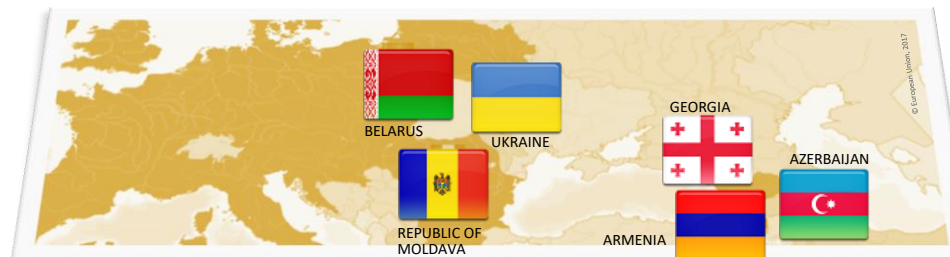 © European Union, 2017
BELARUS
UKRAINE
GEORGIA
AZERBAIJAN
REPUBLIC OF
MOLDAVA
ARMENIA